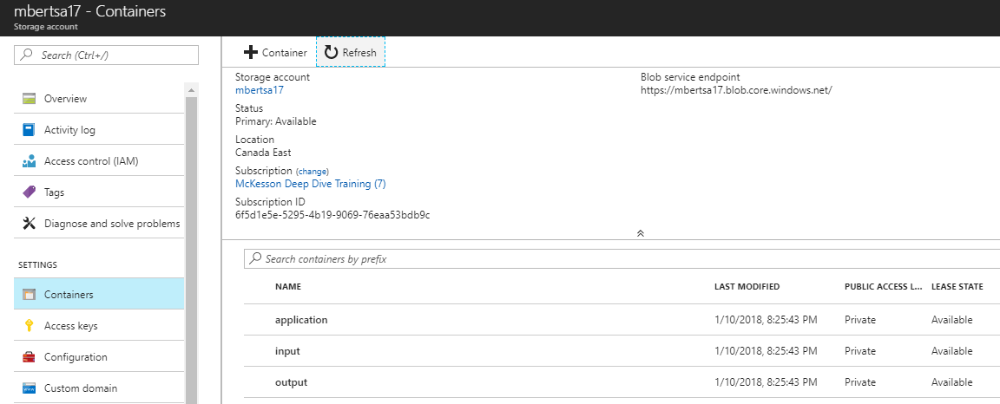 mbertsa17 - Containers
Storage account
Search (Ctrl+/)
Overview
Activity log
Access control (IAM)
Tags
Diagnose and solve problems
SETTINGS
Containers
Access keys
Configuration
Custom domain
Container Refresh
Storage account
mbertsa17
Status
Primary: Available
Location
Canada East
Subscription (change)
McKesson Deep Dive Training (7)
Subscription ID
6f5d1e5e-5295-4b19-9069-76eaa53bdb9c
Blob service endpoint
https://mbertsa17.blob.core.windows.net/
Search containers by prefix
NAME LAST MODIFIED PUBLIC ACCESS L... LEASE STATE
application 1/10/2018, 8:25:43 PM Private Available
input 1/10/2018, 8:25:43 PM Private Available
output 1/10/2018, 8:25:43 PM Private Available